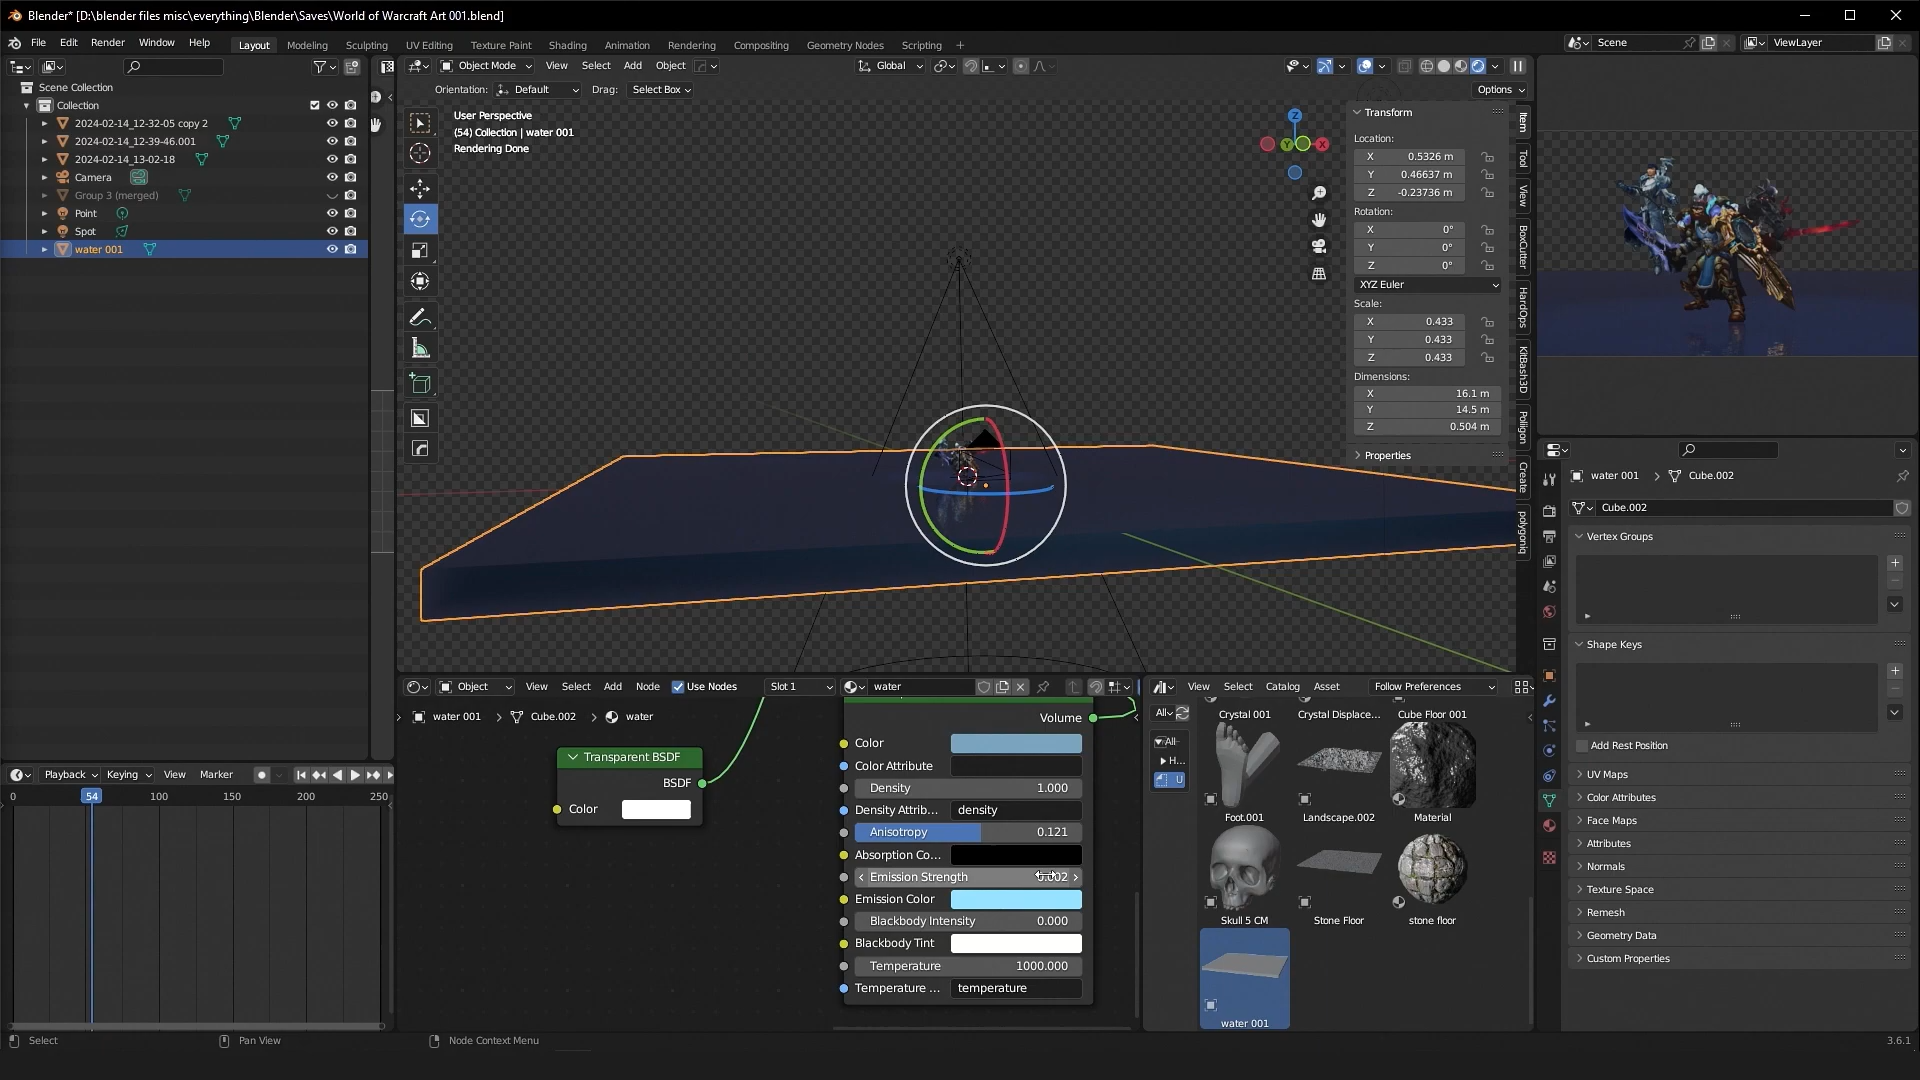 Blender* [D:\blender files misc\everything\Blender\Saves\World of Warcraft Art 001.blend]
File Edit Render Window Help Layout Modeling Sculpting UV Editing Texture Paint Shading Animation Rendering Compositing Geometry Nodes Scripting + Scene ViewLayer
Object Mode View Select Add Object Global
Orientation: Default Drag: Select Box Options
Scene Collection
Collection
2024-02-14_12-32-05 copy 2
2024-02-14_12-39-46.001
2024-02-14_13-02-18
Camera
Group 3 (merged)
Point
Spot
water 001
User Perspective
(54) Collection | water 001
Rendering Done
Z
Y
X
Transform
Location:
X 0.5326 m
Y 0.46637 m
Z -0.23736 m
Rotation:
X 0°
Y 0°
Z 0°
XYZ Euler
Scale:
X 0.433
Y 0.433
Z 0.433
Dimensions:
X 16.1 m
Y 14.5 m
Z 0.504 m
Properties
Item
Tool
View
BoxCutter
HardOps
KitBash3D
Poliigon
Create
polygoniq
water 001 > Cube.002
Cube.002
Vertex Groups
Shape Keys
Add Rest Position
UV Maps
Color Attributes
Face Maps
Attributes
Normals
Texture Space
Remesh
Geometry Data
Custom Properties
Playback Keying View Marker
0 54 100 150 200 250
Object View Select Add Node Use Nodes Slot 1 water
water 001 > Cube.002 > water
Transparent BSDF
BSDF
Color
Volume
Color
Color Attribute
Density 1.000
Density Attrib... density
Anisotropy 0.121
Absorption Co...
Emission Strength 0.002
Emission Color
Blackbody Intensity 0.000
Blackbody Tint
Temperature 1000.000
Temperature ... temperature
View Select Catalog Asset Follow Preferences
All
All
H...
U
Crystal 001 Crystal Displace... Cube Floor 001
Foot.001 Landscape.002 Material
Skull 5 CM Stone Floor stone floor
water 001
Select Pan View Node Context Menu 3.6.1